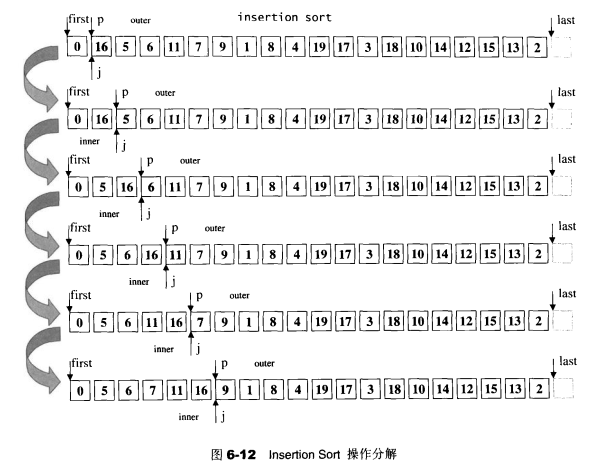 insertion sort
first p outer last
0 16 5 6 11 7 9 1 8 4 19 17 3 18 10 14 12 15 13 2
j
first p outer last
0 16 5 6 11 7 9 1 8 4 19 17 3 18 10 14 12 15 13 2
inner j
first p outer last
0 5 16 6 11 7 9 1 8 4 19 17 3 18 10 14 12 15 13 2
inner j
first p outer last
0 5 6 16 11 7 9 1 8 4 19 17 3 18 10 14 12 15 13 2
inner j
first p outer last
0 5 6 11 16 7 9 1 8 4 19 17 3 18 10 14 12 15 13 2
inner j
first p outer last
0 5 6 7 11 16 9 1 8 4 19 17 3 18 10 14 12 15 13 2
inner j
图 6-12 Insertion Sort 操作分解